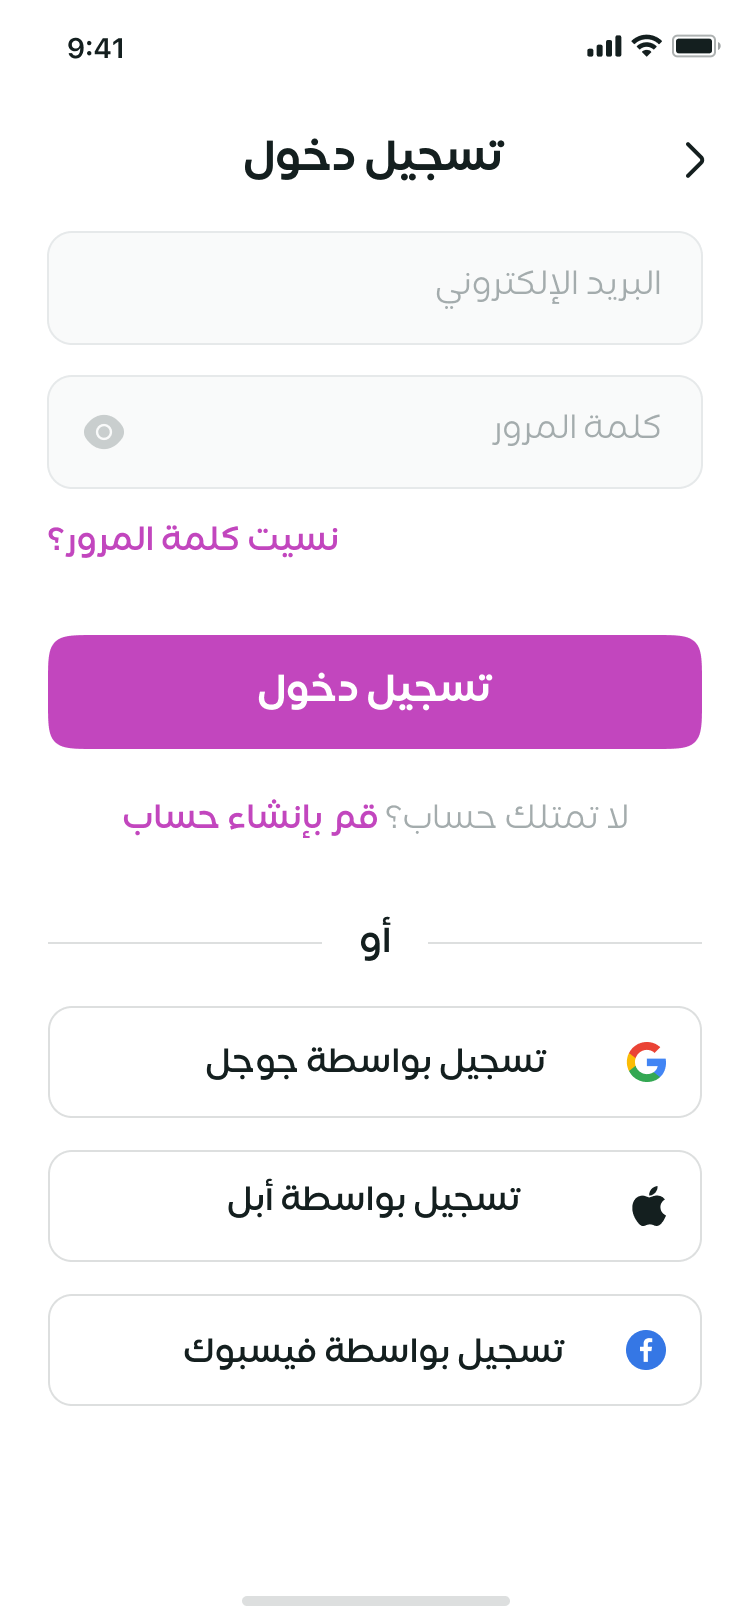 9:41
تسجيل دخول
البريد الإلكتروني
كلمة المرور
نسيت كلمة المرور؟
تسجيل دخول
لا تمتلك حساب؟ قم بإنشاء حساب
أو
تسجيل بواسطة جوجل
تسجيل بواسطة أبل
تسجيل بواسطة فيسبوك